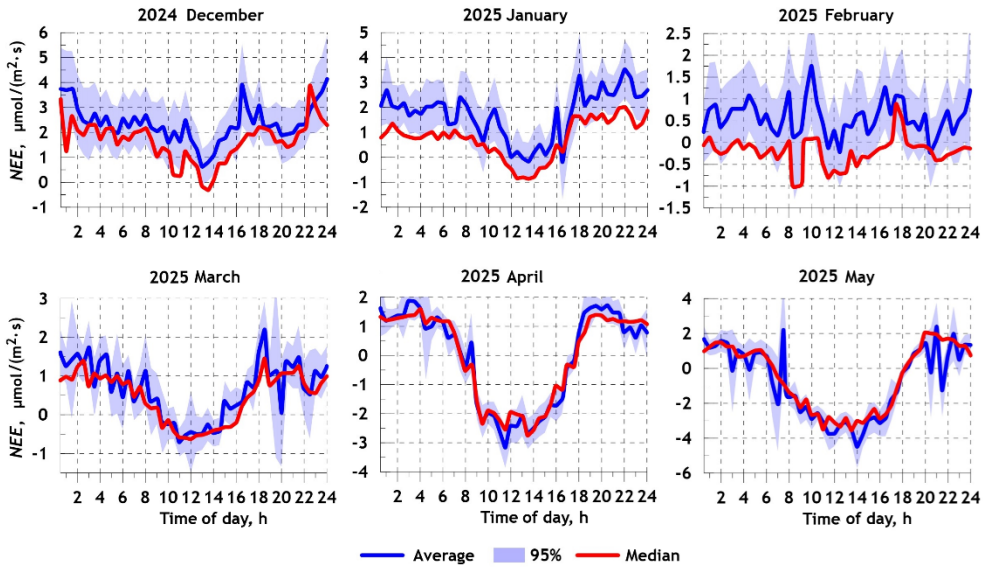 2024 December
2025 January
2025 February
NEE, μmol/(m²·s)
6
5
4
3
2
1
0
-1
2 4 6 8 10 12 14 16 18 20 22 24
5
4
3
2
1
0
-1
-2
2 4 6 8 10 12 14 16 18 20 22 24
2.5
2
1.5
1
0.5
0
-0.5
-1
-1.5
2 4 6 8 10 12 14 16 18 20 22 24
2025 March
2025 April
2025 May
NEE, μmol/(m²·s)
3
2
1
0
-1
2 4 6 8 10 12 14 16 18 20 22 24
Time of day, h
2
1
0
-1
-2
-3
-4
2 4 6 8 10 12 14 16 18 20 22 24
Time of day, h
4
2
0
-2
-4
-6
2 4 6 8 10 12 14 16 18 20 22 24
Time of day, h
Average 95% Median